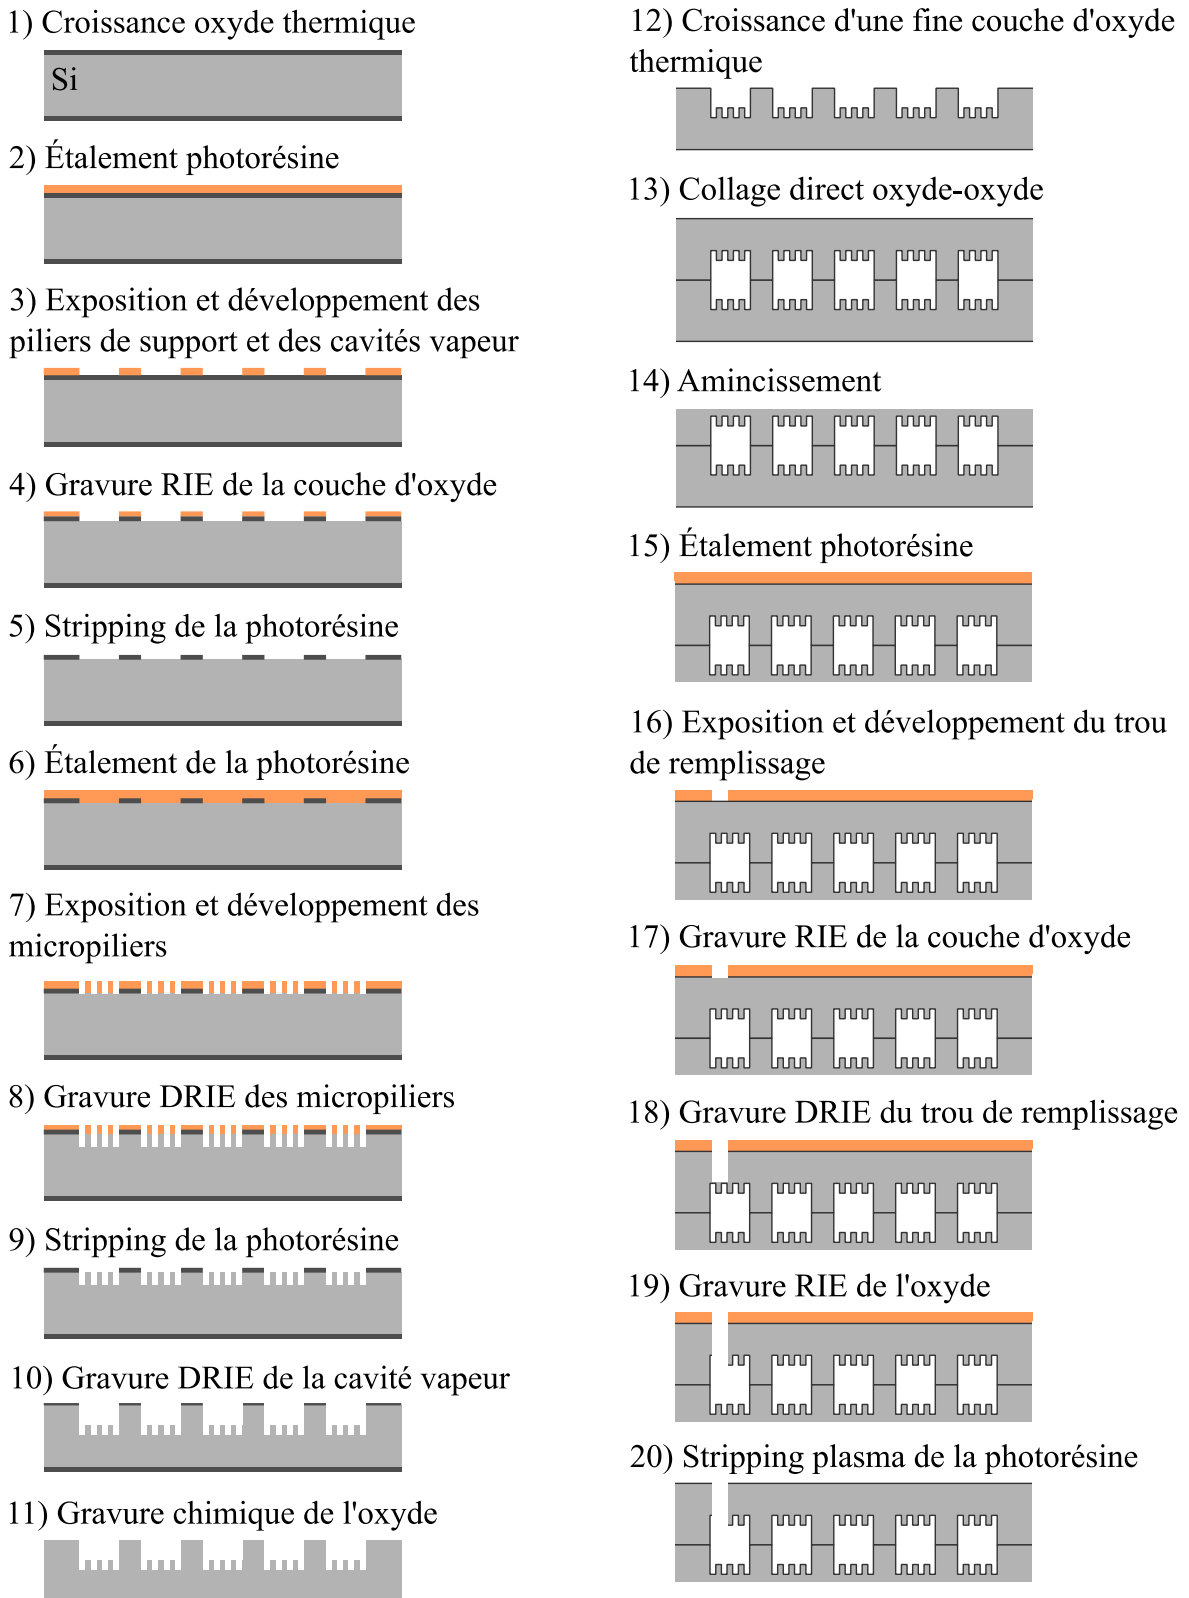 1) Croissance oxyde thermique
Si
2) Étalement photorésine
3) Exposition et développement des
piliers de support et des cavités vapeur
4) Gravure RIE de la couche d'oxyde
5) Stripping de la photorésine
6) Étalement de la photorésine
7) Exposition et développement des
micropiliers
8) Gravure DRIE des micropiliers
9) Stripping de la photorésine
10) Gravure DRIE de la cavité vapeur
11) Gravure chimique de l'oxyde
12) Croissance d'une fine couche d'oxyde
thermique
13) Collage direct oxyde-oxyde
14) Amincissement
15) Étalement photorésine
16) Exposition et développement du trou
de remplissage
17) Gravure RIE de la couche d'oxyde
18) Gravure DRIE du trou de remplissage
19) Gravure RIE de l'oxyde
20) Stripping plasma de la photorésine